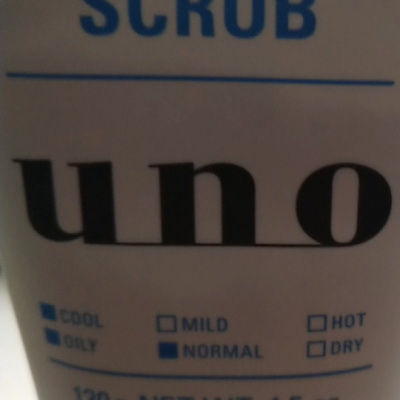 SCRUB
uno
COOL MILD HOT
OILY NORMAL DRY